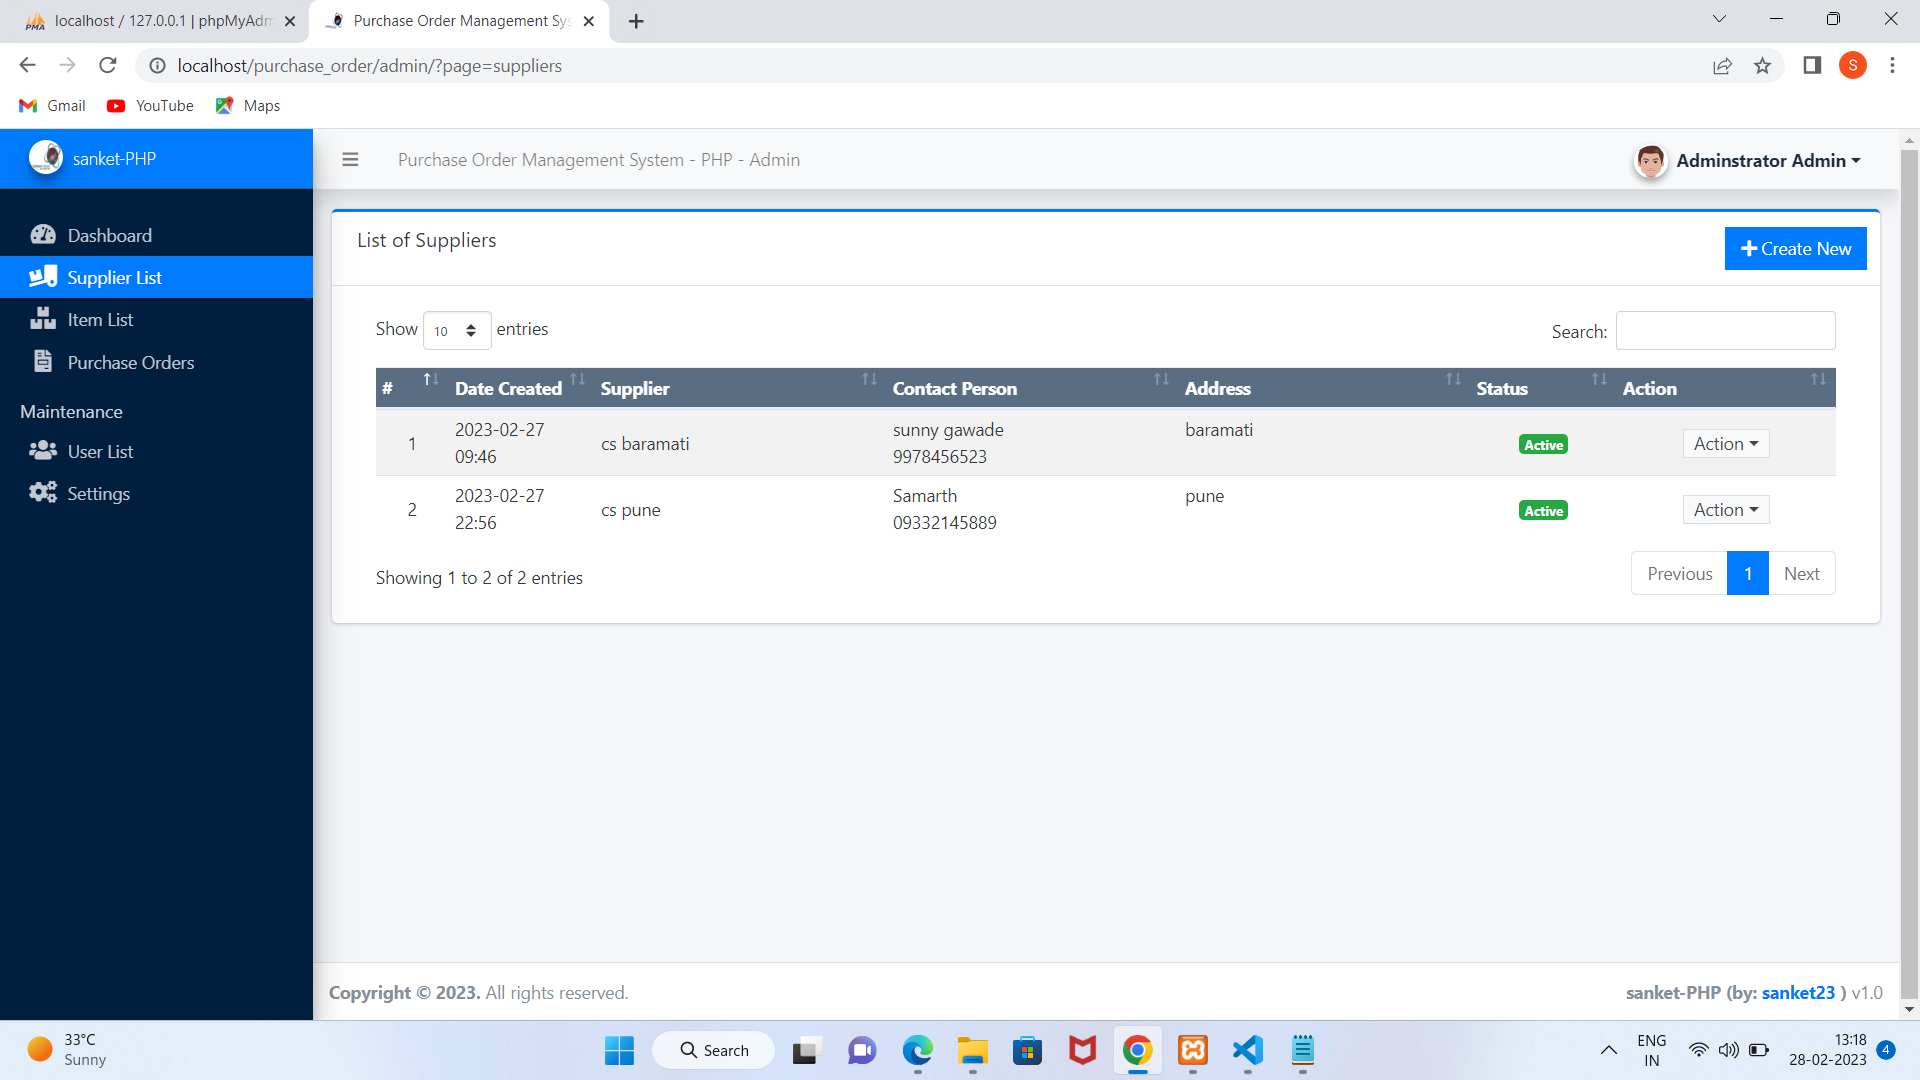 localhost / 127.0.0.1 | phpMyAdm
Purchase Order Management Sys
localhost/purchase_order/admin/?page=suppliers
S
Gmail
YouTube
Maps
sanket-PHP
Purchase Order Management System - PHP - Admin
Adminstrator Admin
Dashboard
Supplier List
Item List
Purchase Orders
Maintenance
User List
Settings
List of Suppliers
Create New
Show 10 entries
Search:
# Date Created Supplier Contact Person Address Status Action
1 2023-02-27 09:46 cs baramati sunny gawade 9978456523 baramati Active Action
2 2023-02-27 22:56 cs pune Samarth 09332145889 pune Active Action
Showing 1 to 2 of 2 entries
Previous 1 Next
Copyright © 2023. All rights reserved.
sanket-PHP (by: sanket23 ) v1.0
33°C
Sunny
Search
ENG
IN
13:18
28-02-2023
4